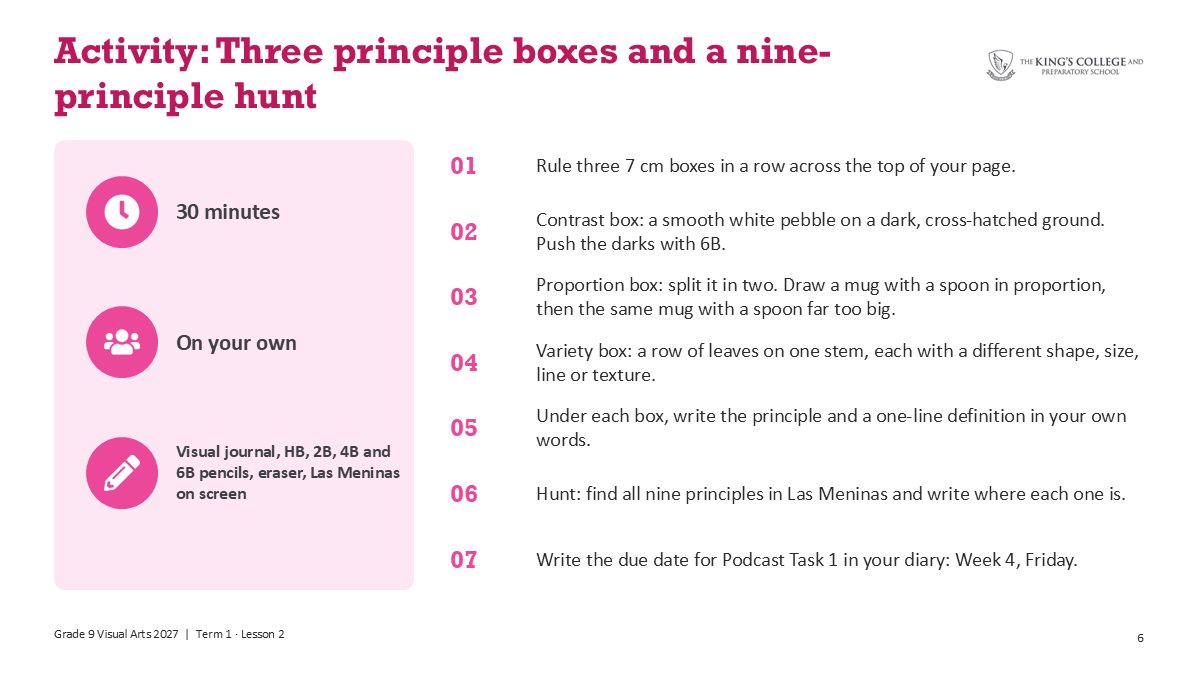 Activity: Three principle boxes and a nine-
principle hunt
THE KING'S COLLEGE AND
PREPARATORY SCHOOL
30 minutes
On your own
Visual journal, HB, 2B, 4B and
6B pencils, eraser, Las Meninas
on screen
01
Rule three 7 cm boxes in a row across the top of your page.
02
Contrast box: a smooth white pebble on a dark, cross-hatched ground.
Push the darks with 6B.
03
Proportion box: split it in two. Draw a mug with a spoon in proportion,
then the same mug with a spoon far too big.
04
Variety box: a row of leaves on one stem, each with a different shape, size,
line or texture.
05
Under each box, write the principle and a one-line definition in your own
words.
06
Hunt: find all nine principles in Las Meninas and write where each one is.
07
Write the due date for Podcast Task 1 in your diary: Week 4, Friday.
Grade 9 Visual Arts 2027 | Term 1 · Lesson 2
6